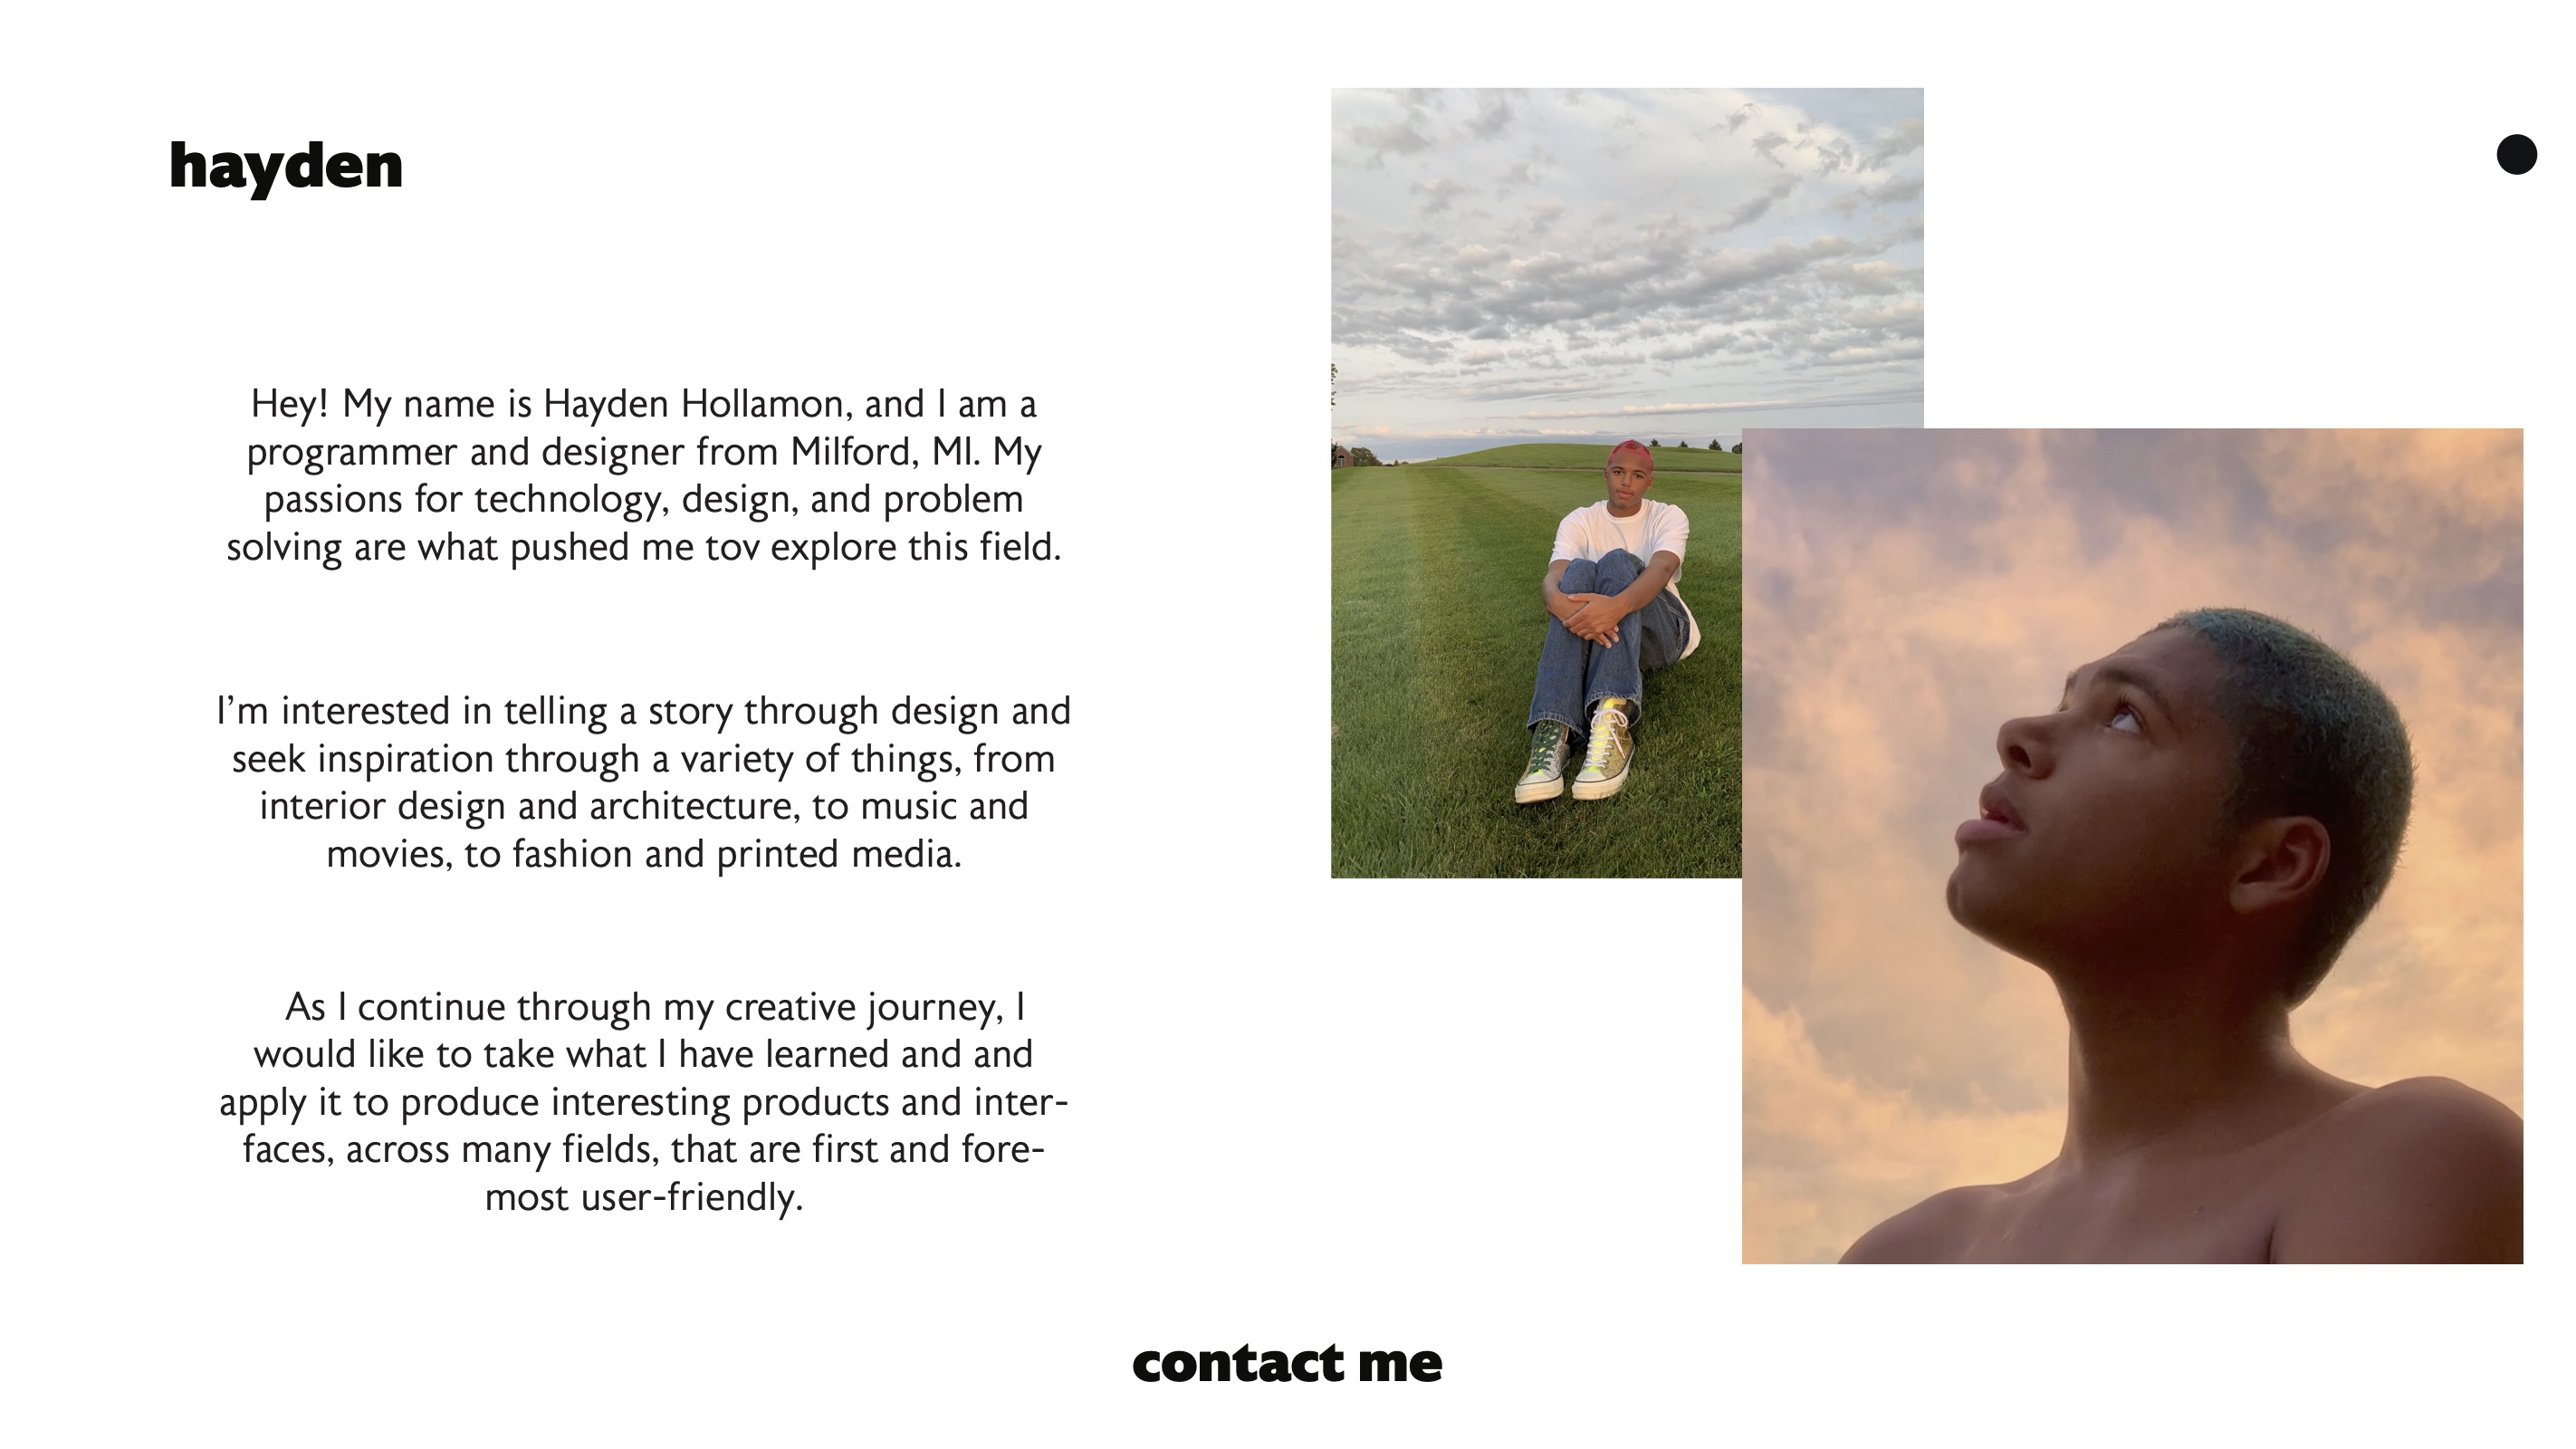 hayden
Hey! My name is Hayden Hollamon, and I am a
programmer and designer from Milford, MI. My
passions for technology, design, and problem
solving are what pushed me tov explore this field.
I’m interested in telling a story through design and
seek inspiration through a variety of things, from
interior design and architecture, to music and
movies, to fashion and printed media.
As I continue through my creative journey, I
would like to take what I have learned and and
apply it to produce interesting products and inter-
faces, across many fields, that are first and fore-
most user-friendly.
contact me